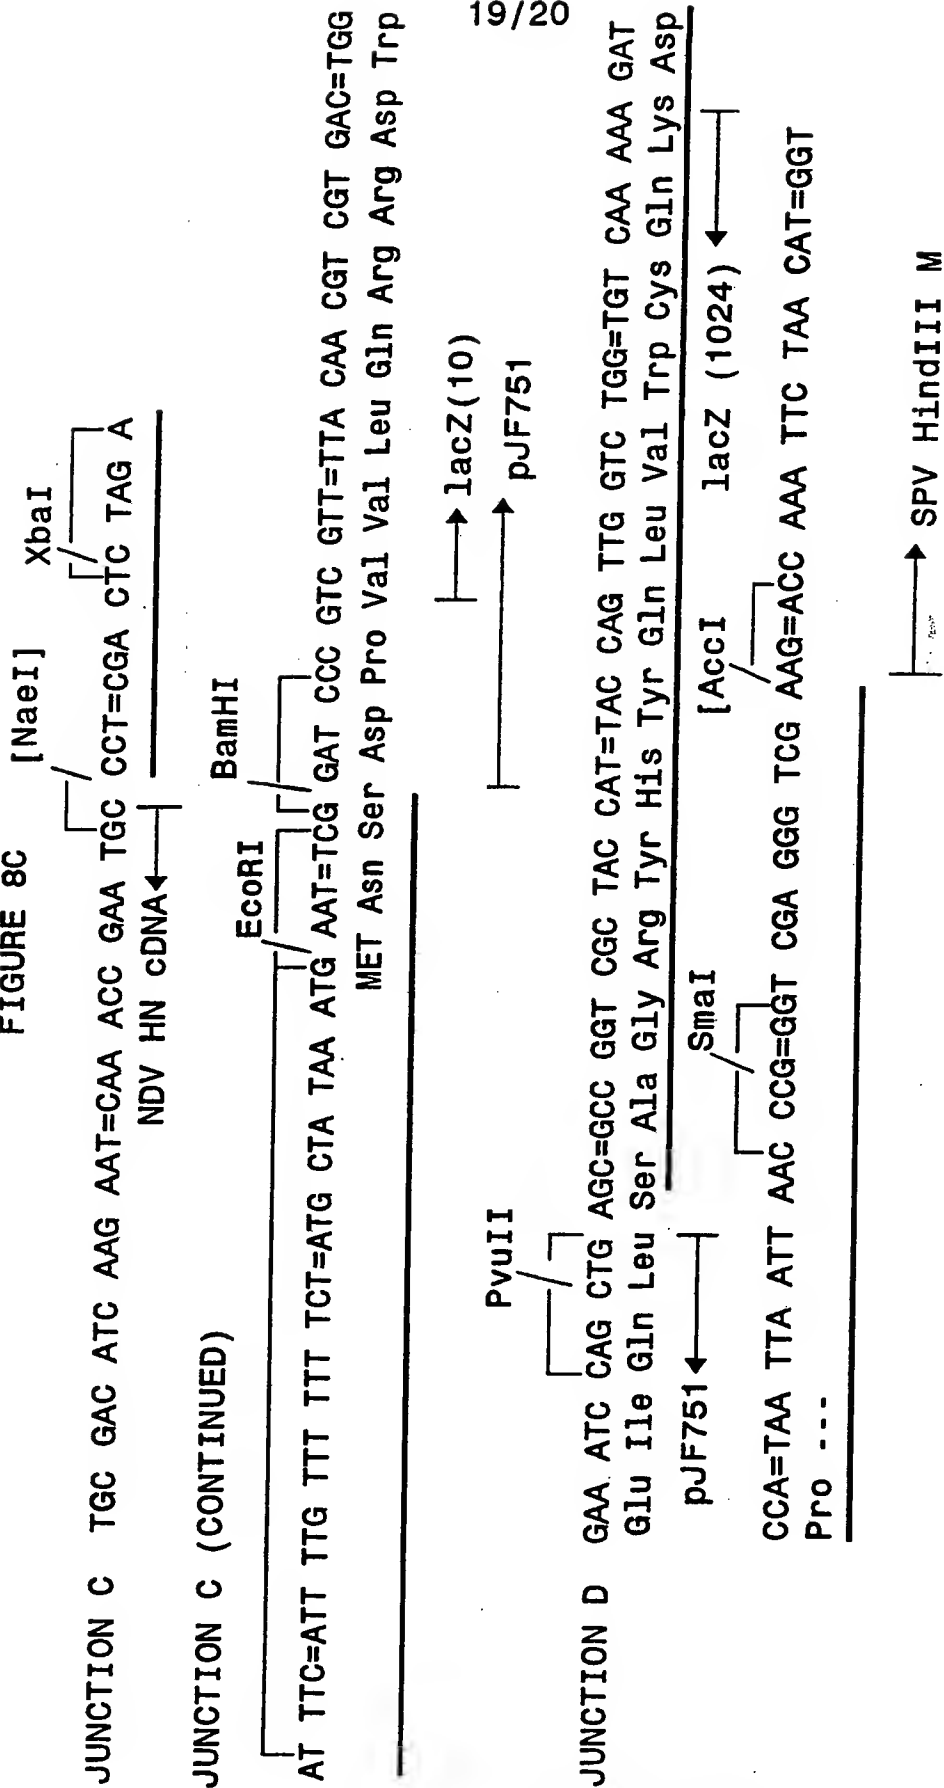 19/20
FIGURE 8C
[NaeI] XbaI
JUNCTION C TGC GAC ATC AAG AAT=CAA ACC GAA TGC CCT=CGA CTC TAG A
NDV HN cDNA
JUNCTION C (CONTINUED)
EcoRI BamHI
AT TTC=ATT TTG TTT TTT TCT=ATG CTA TAA ATG AAT=TCG GAT CCC GTC GTT=TTA CAA CGT CGT GAC=TGG
MET Asn Ser Asp Pro Val Val Leu Gln Arg Arg Asp Trp
lacZ(10)
pJF751
PvuII
JUNCTION D GAA ATC CAG CTG AGC=GCC GGT CGC TAC CAT=TAC CAG TTG GTC TGG=TGT CAA AAA GAT
Glu Ile Gln Leu Ser Ala Gly Arg Tyr His Tyr Gln Leu Val Trp Cys Gln Lys Asp
pJF751 lacZ (1024)
SmaI [AccI
CCA=TAA TTA ATT AAC CCG=GGT CGA GGG TCG AAG=ACC AAA TTC TAA CAT=GGT
Pro ---
SPV HindIII M